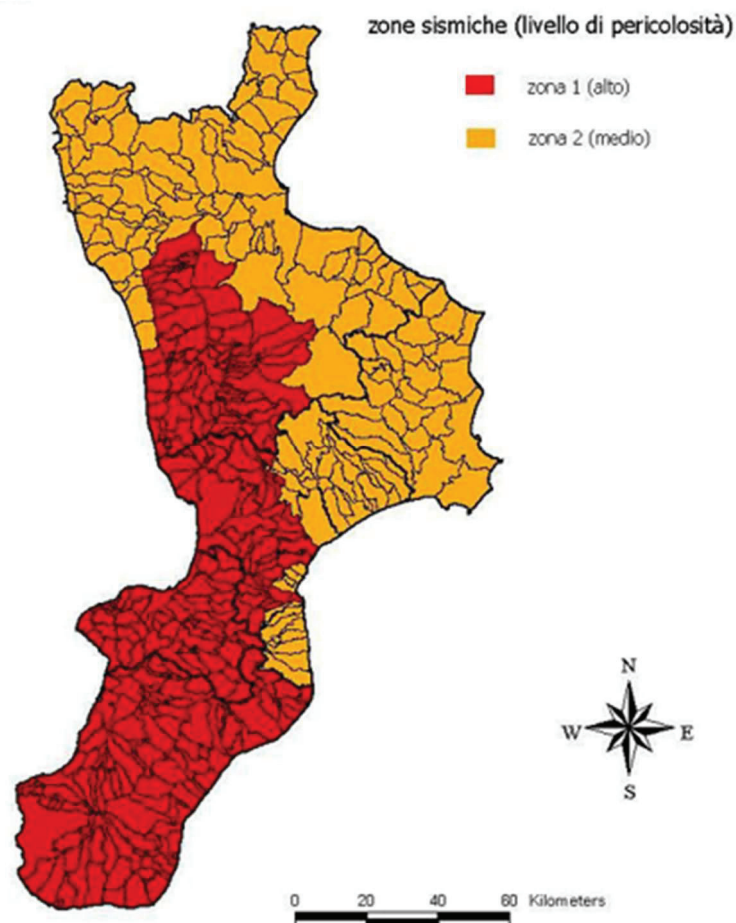 zone sismiche (livello di pericolosità)
zona 1 (alto)
zona 2 (medio)
N
W E
S
0 20 40 60 Kilometers